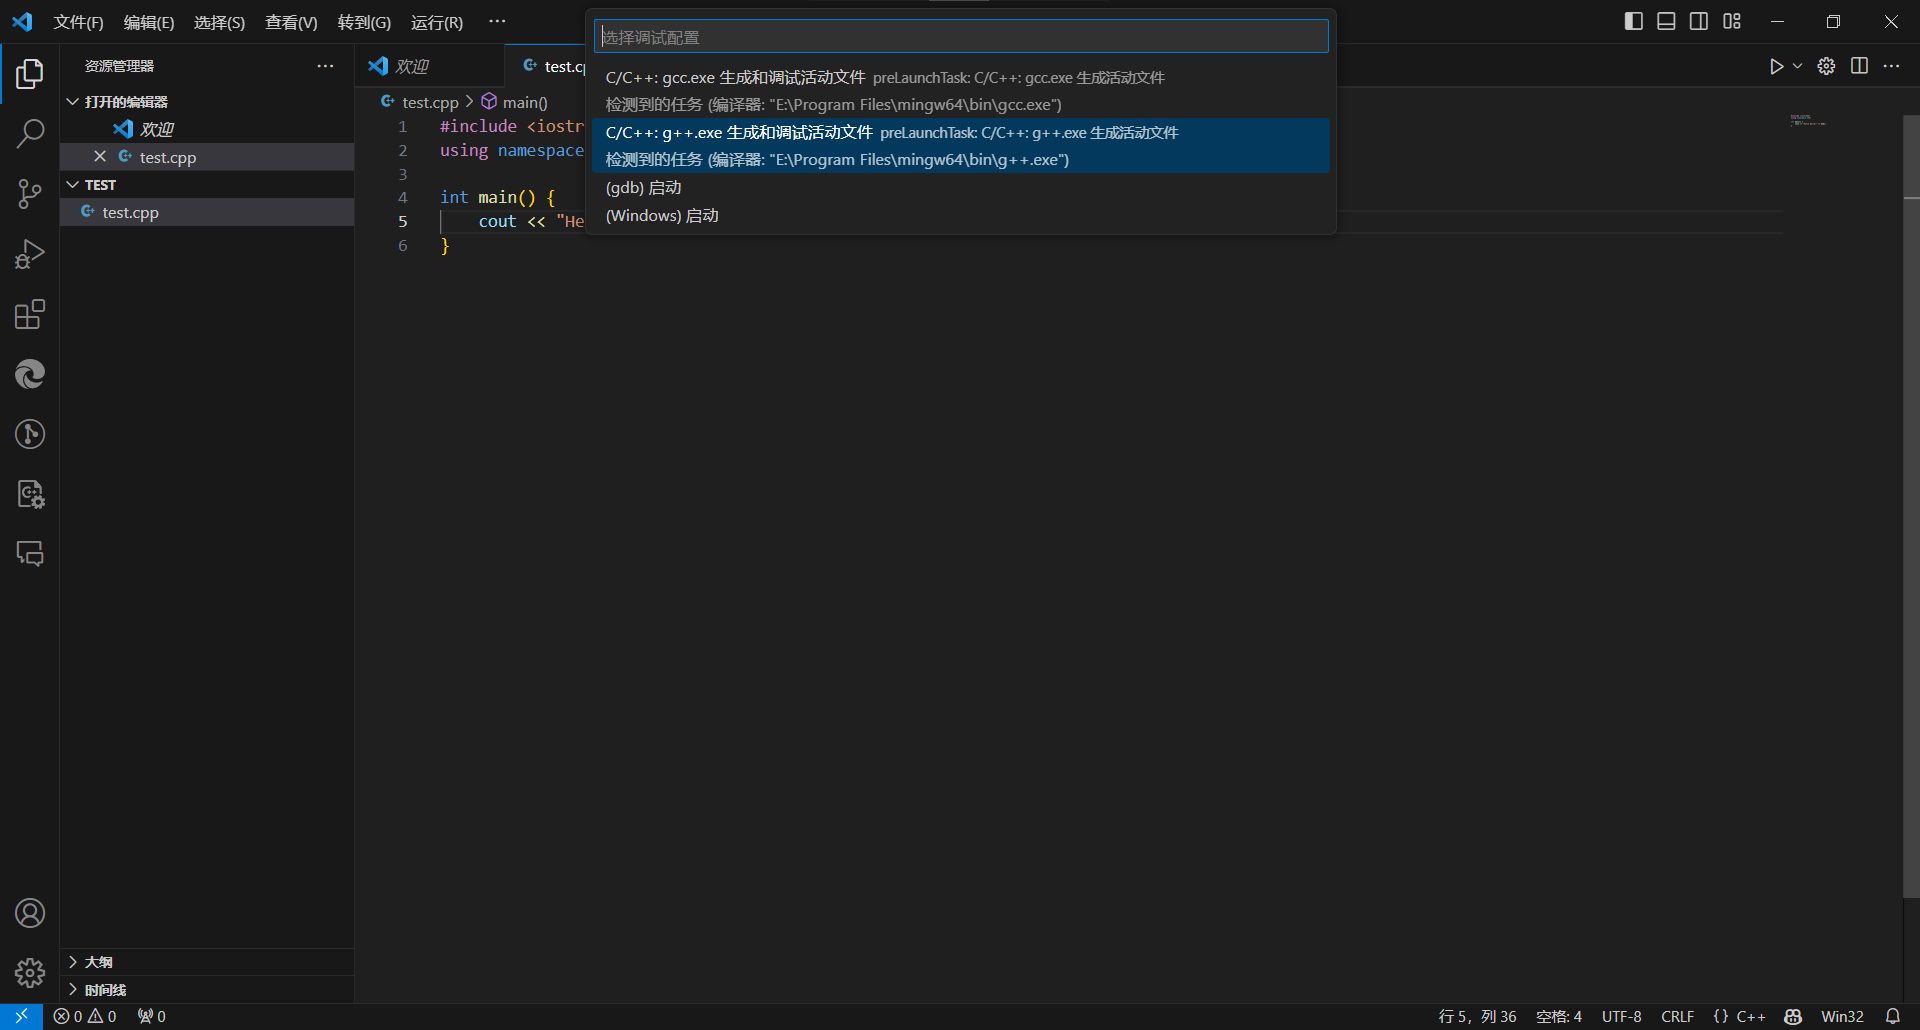 文件(F) 编辑(E) 选择(S) 查看(V) 转到(G) 运行(R) ···
选择调试配置
C/C++: gcc.exe 生成和调试活动文件 preLaunchTask: C/C++: gcc.exe 生成活动文件
检测到的任务 (编译器: "E:\Program Files\mingw64\bin\gcc.exe")
C/C++: g++.exe 生成和调试活动文件 preLaunchTask: C/C++: g++.exe 生成活动文件
检测到的任务 (编译器: "E:\Program Files\mingw64\bin\g++.exe")
(gdb) 启动
(Windows) 启动
资源管理器
打开的编辑器
欢迎
test.cpp
TEST
test.cpp
大纲
时间线
欢迎
test.cp
test.cpp > main()
1 #include <iostr
2 using namespace
3
4 int main() {
5 cout << "He
6 }
0 0 0
行 5，列 36 空格: 4 UTF-8 CRLF {} C++ Win32